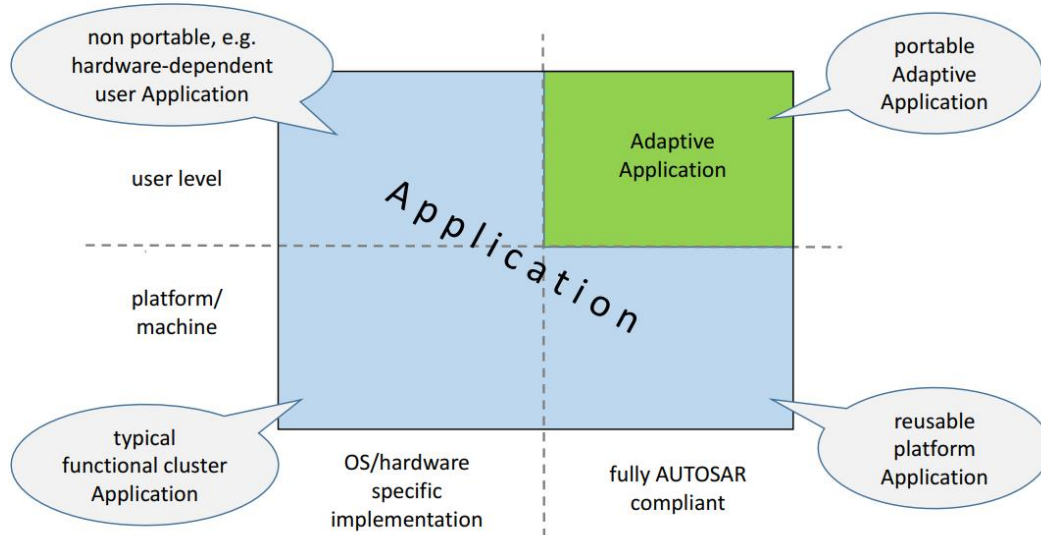 non portable, e.g.
hardware-dependent
user Application
portable
Adaptive
Application
Adaptive
Application
user level
Application
platform/
machine
typical
functional cluster
Application
OS/hardware
specific
implementation
fully AUTOSAR
compliant
reusable
platform
Application